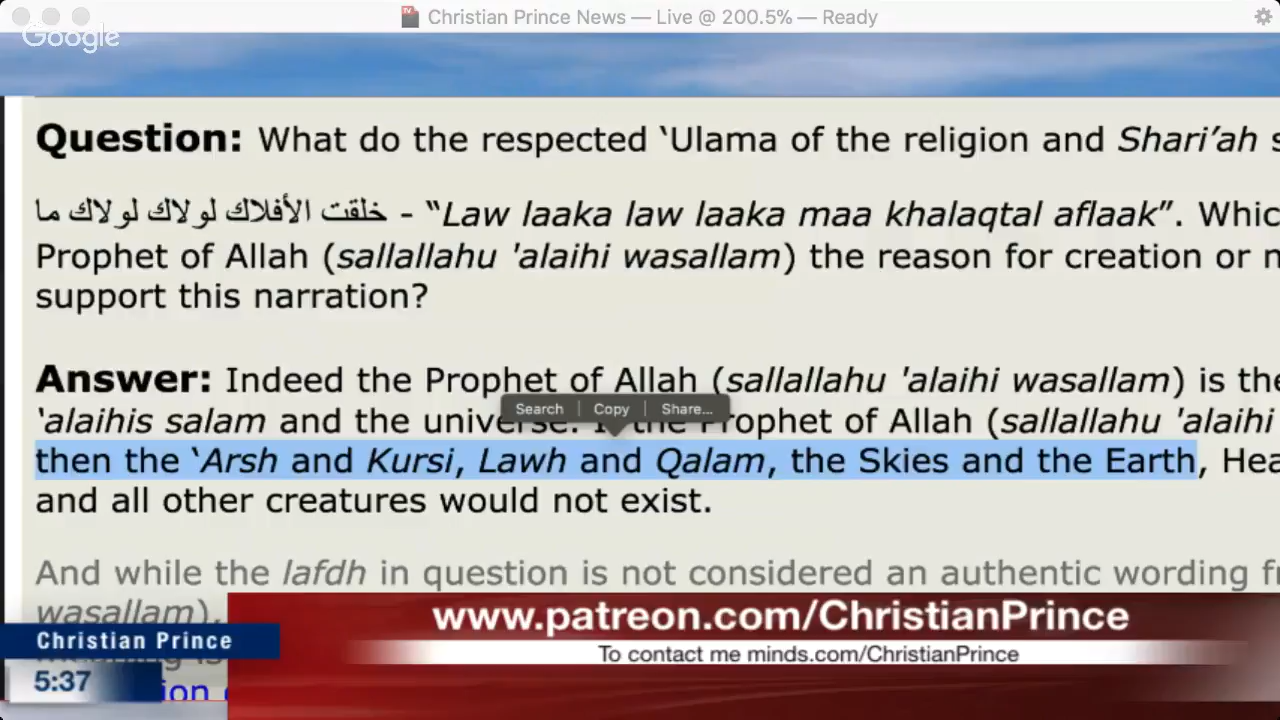 Christian Prince News — Live @ 200.5% — Ready
Google
Question: What do the respected ‘Ulama of the religion and Shari’ah s
خلقت الأفلاك لولاك لولاك ما - “Law laaka law laaka maa khalaqtal aflaak”. Whic
Prophet of Allah (sallallahu 'alaihi wasallam) the reason for creation or n
support this narration?
Answer: Indeed the Prophet of Allah (sallallahu 'alaihi wasallam) is the
Search Copy Share...
‘alaihis salam and the universe. If the Prophet of Allah (sallallahu 'alaihi
then the ‘Arsh and Kursi, Lawh and Qalam, the Skies and the Earth, Hea
and all other creatures would not exist.
And while the lafdh in question is not considered an authentic wording fr
wasallam),
www.patreon.com/ChristianPrince
Christian Prince
To contact me minds.com/ChristianPrince
5:37
ion